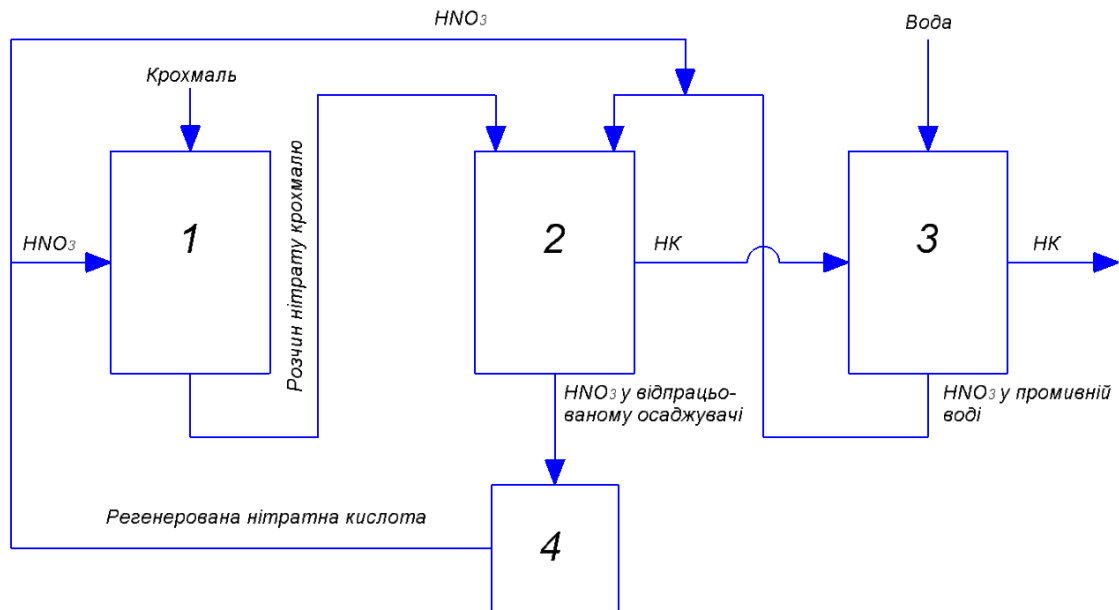 HNO3
Вода
Крохмаль
Розчин нітрату крохмалю
1
2
3
HNO3
НК
НК
HNO3 у відпрацьо-
ваному осаджувачі
HNO3 у промивній
воді
Регенерована нітратна кислота
4